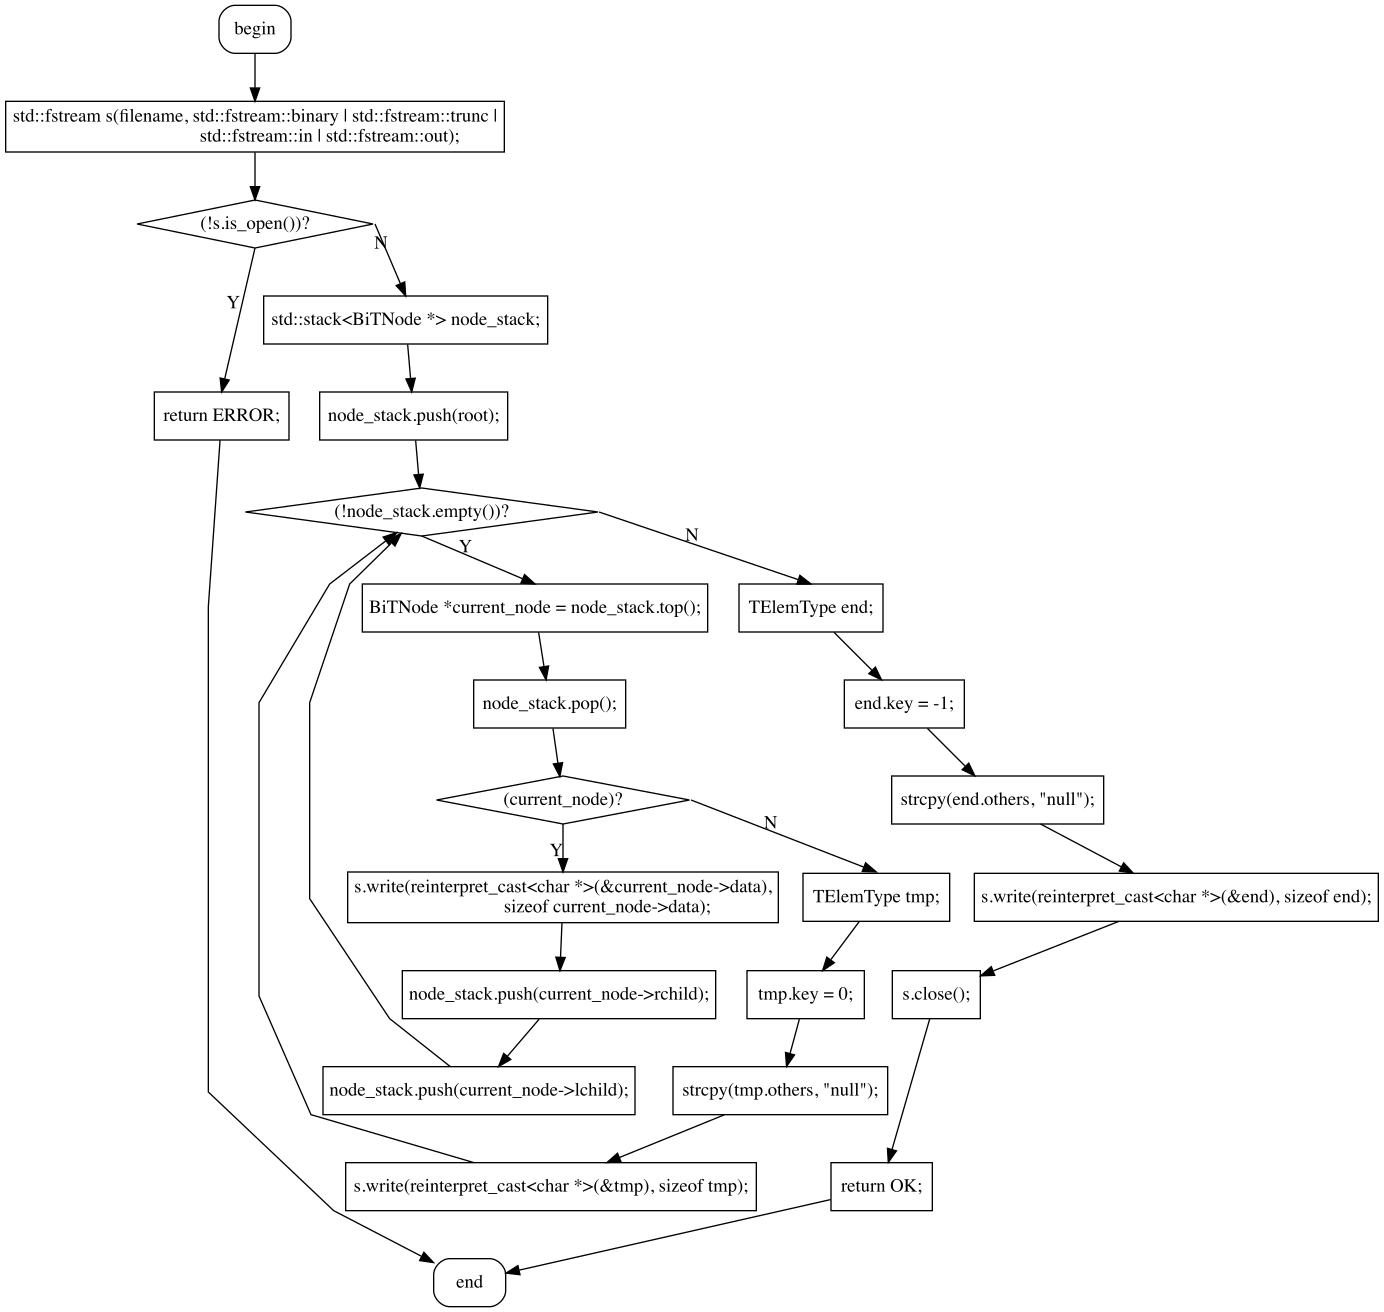 begin
std::fstream s(filename, std::fstream::binary | std::fstream::trunc |
std::fstream::in | std::fstream::out);
(!s.is_open())?
N
Y
std::stack<BiTNode *> node_stack;
return ERROR;
node_stack.push(root);
(!node_stack.empty())?
Y
N
BiTNode *current_node = node_stack.top();
TElemType end;
node_stack.pop();
end.key = -1;
(current_node)?
strcpy(end.others, "null");
N
Y
s.write(reinterpret_cast<char *>(&current_node->data),
sizeof current_node->data);
TElemType tmp;
s.write(reinterpret_cast<char *>(&end), sizeof end);
node_stack.push(current_node->rchild);
tmp.key = 0;
s.close();
node_stack.push(current_node->lchild);
strcpy(tmp.others, "null");
s.write(reinterpret_cast<char *>(&tmp), sizeof tmp);
return OK;
end